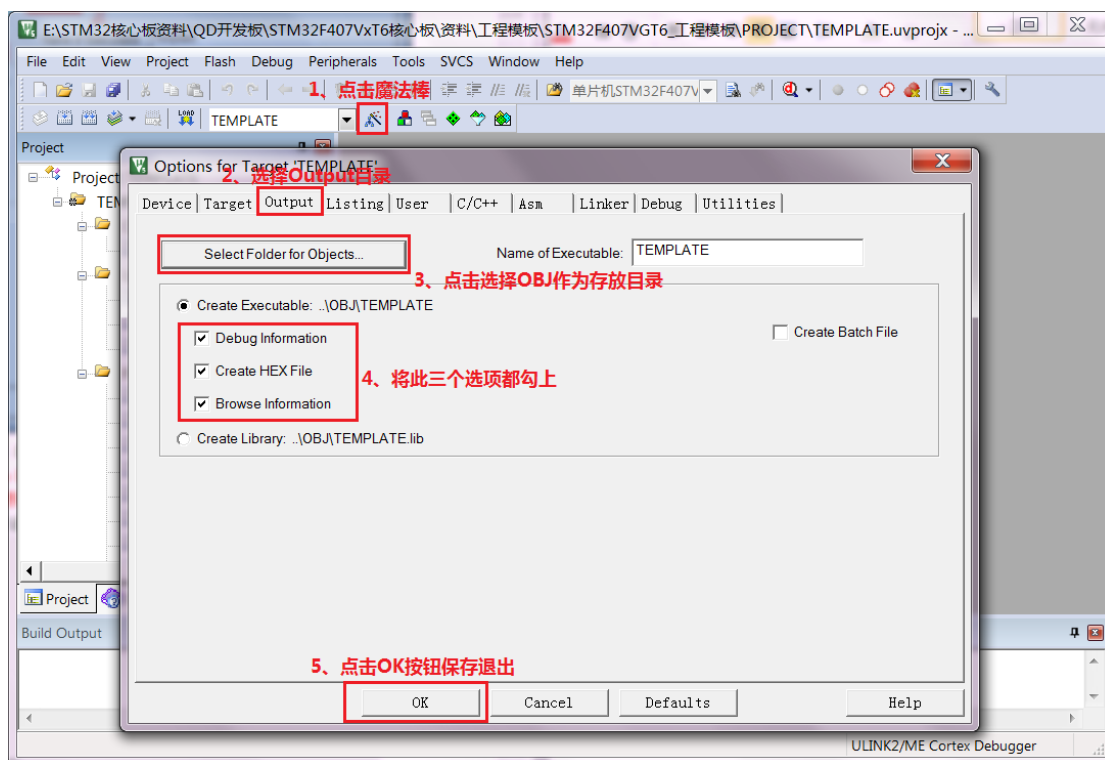 E:\STM32核心板资料\QD开发板\STM32F407VxT6核心板\资料\工程模板\STM32F407VGT6_工程模板\PROJECT\TEMPLATE.uvprojx - ...
File Edit View Project Flash Debug Peripherals Tools SVCS Window Help
1、点击魔法棒 单片机STM32F407V
LOAD TEMPLATE
Project
Options for Target 'TEMPLATE'
2、选择Output目录
Project
TEM
Device Target Output Listing User C/C++ Asm Linker Debug Utilities
Select Folder for Objects... Name of Executable: TEMPLATE
3、点击选择OBJ作为存放目录
Create Executable: ..\OBJ\TEMPLATE
Debug Information Create Batch File
Create HEX File
4、将此三个选项都勾上
Browse Information
Create Library: ..\OBJ\TEMPLATE.lib
Project
Build Output
5、点击OK按钮保存退出
OK Cancel Defaults Help
ULINK2/ME Cortex Debugger